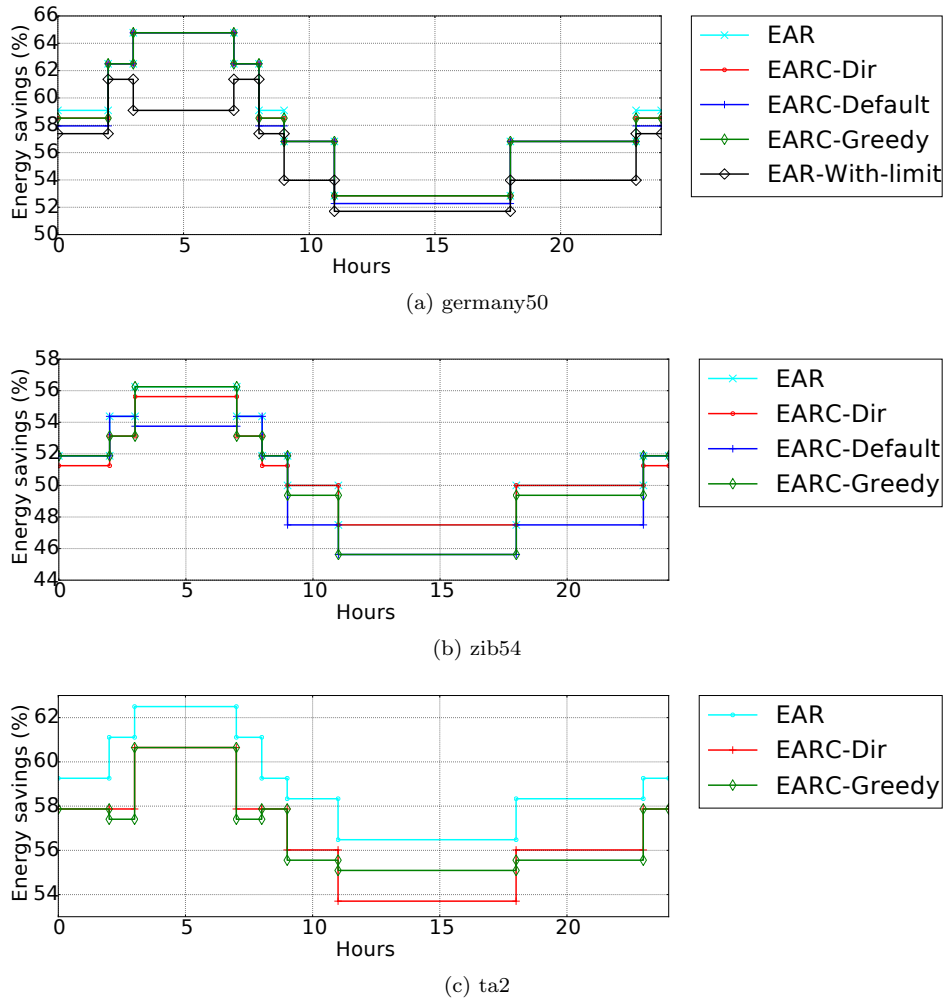 66
64
62
60
58
56
54
52
50
Energy savings (%)
0 5 10 15 20
Hours
EAR
EARC-Dir
EARC-Default
EARC-Greedy
EAR-With-limit
(a) germany50
58
56
54
52
50
48
46
44
Energy savings (%)
0 5 10 15 20
Hours
EAR
EARC-Dir
EARC-Default
EARC-Greedy
(b) zib54
62
60
58
56
54
Energy savings (%)
0 5 10 15 20
Hours
EAR
EARC-Dir
EARC-Greedy
(c) ta2